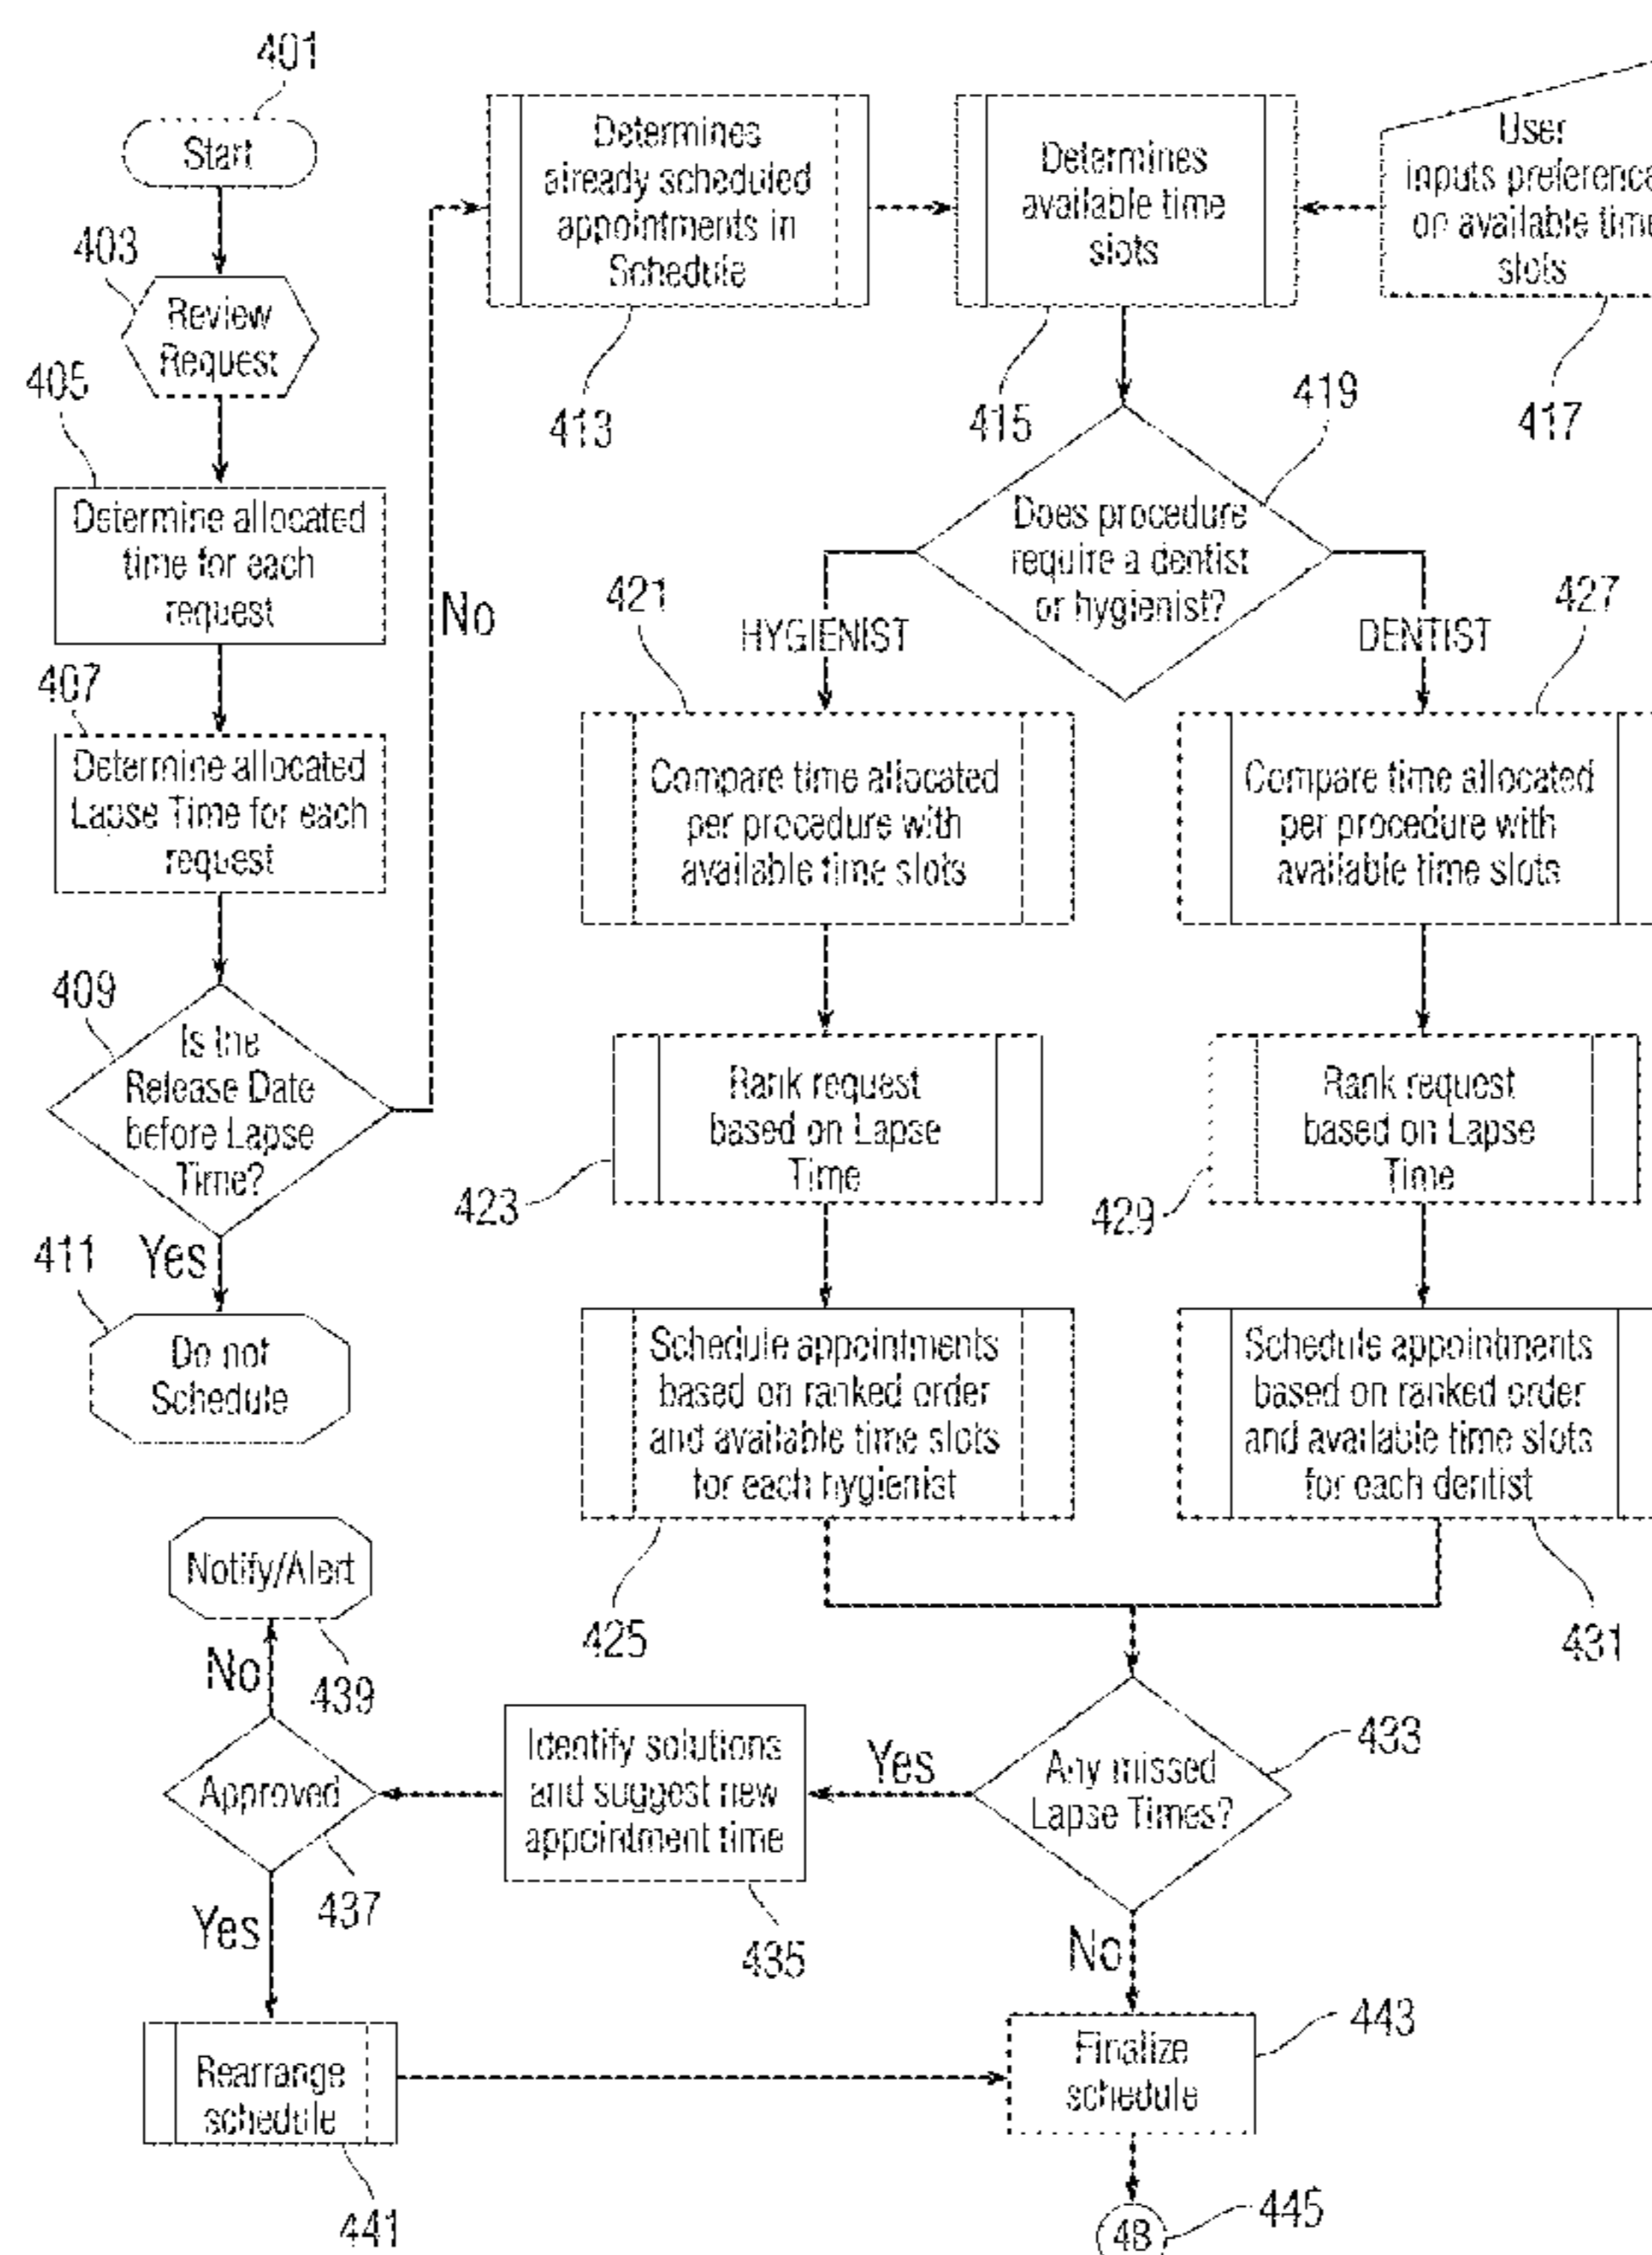 401
Start
403
Review
Request
405
Determine allocated
time for each
request
407
Determine allocated
Lapse Time for each
request
409
Is the
Release Date
before Lapse
Time?
No
Yes
411
Do not
Schedule
Determines
already scheduled
appointments in
Schedule
413
Determines
available time
slots
415
User
inputs preference
on available time
slots
417
419
Does procedure
require a dentist
or hygienist?
HYGIENIST
DENTIST
421
Compare time allocated
per procedure with
available time slots
427
Compare time allocated
per procedure with
available time slots
Rank request
based on Lapse
Time
423
Rank request
based on Lapse
Time
429
Schedule appointments
based on ranked order
and available time slots
for each hygienist
425
Schedule appointments
based on ranked order
and available time slots
for each dentist
431
433
Any missed
Lapse Times?
Yes
No
Identify solutions
and suggest new
appointment time
435
Approved
437
No
Notify/Alert
439
Yes
Rearrange
schedule
441
Finalize
schedule
443
4B
445